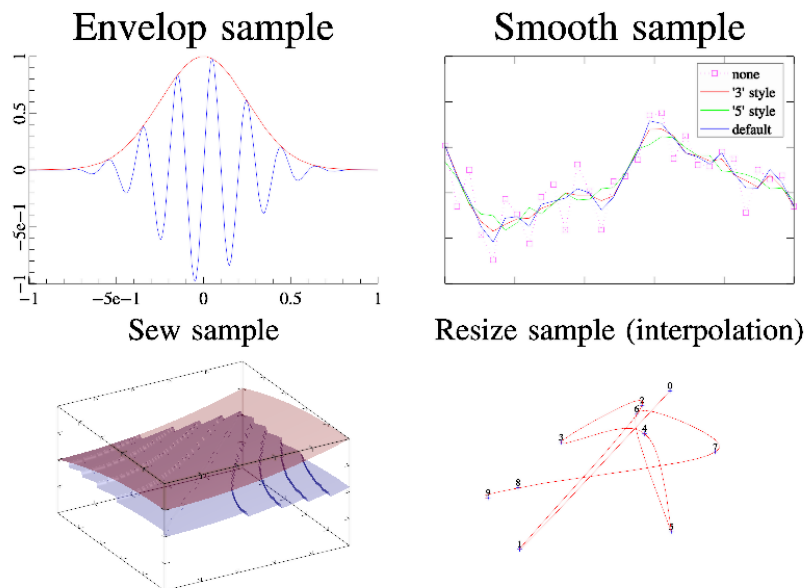 Envelop sample
Smooth sample
1
0.5
0
−5e−1
−1
−1
−5e−1
0
0.5
1
none
'3' style
'5' style
default
Sew sample
Resize sample (interpolation)
0
2
6
4
3
7
8
9
5
1